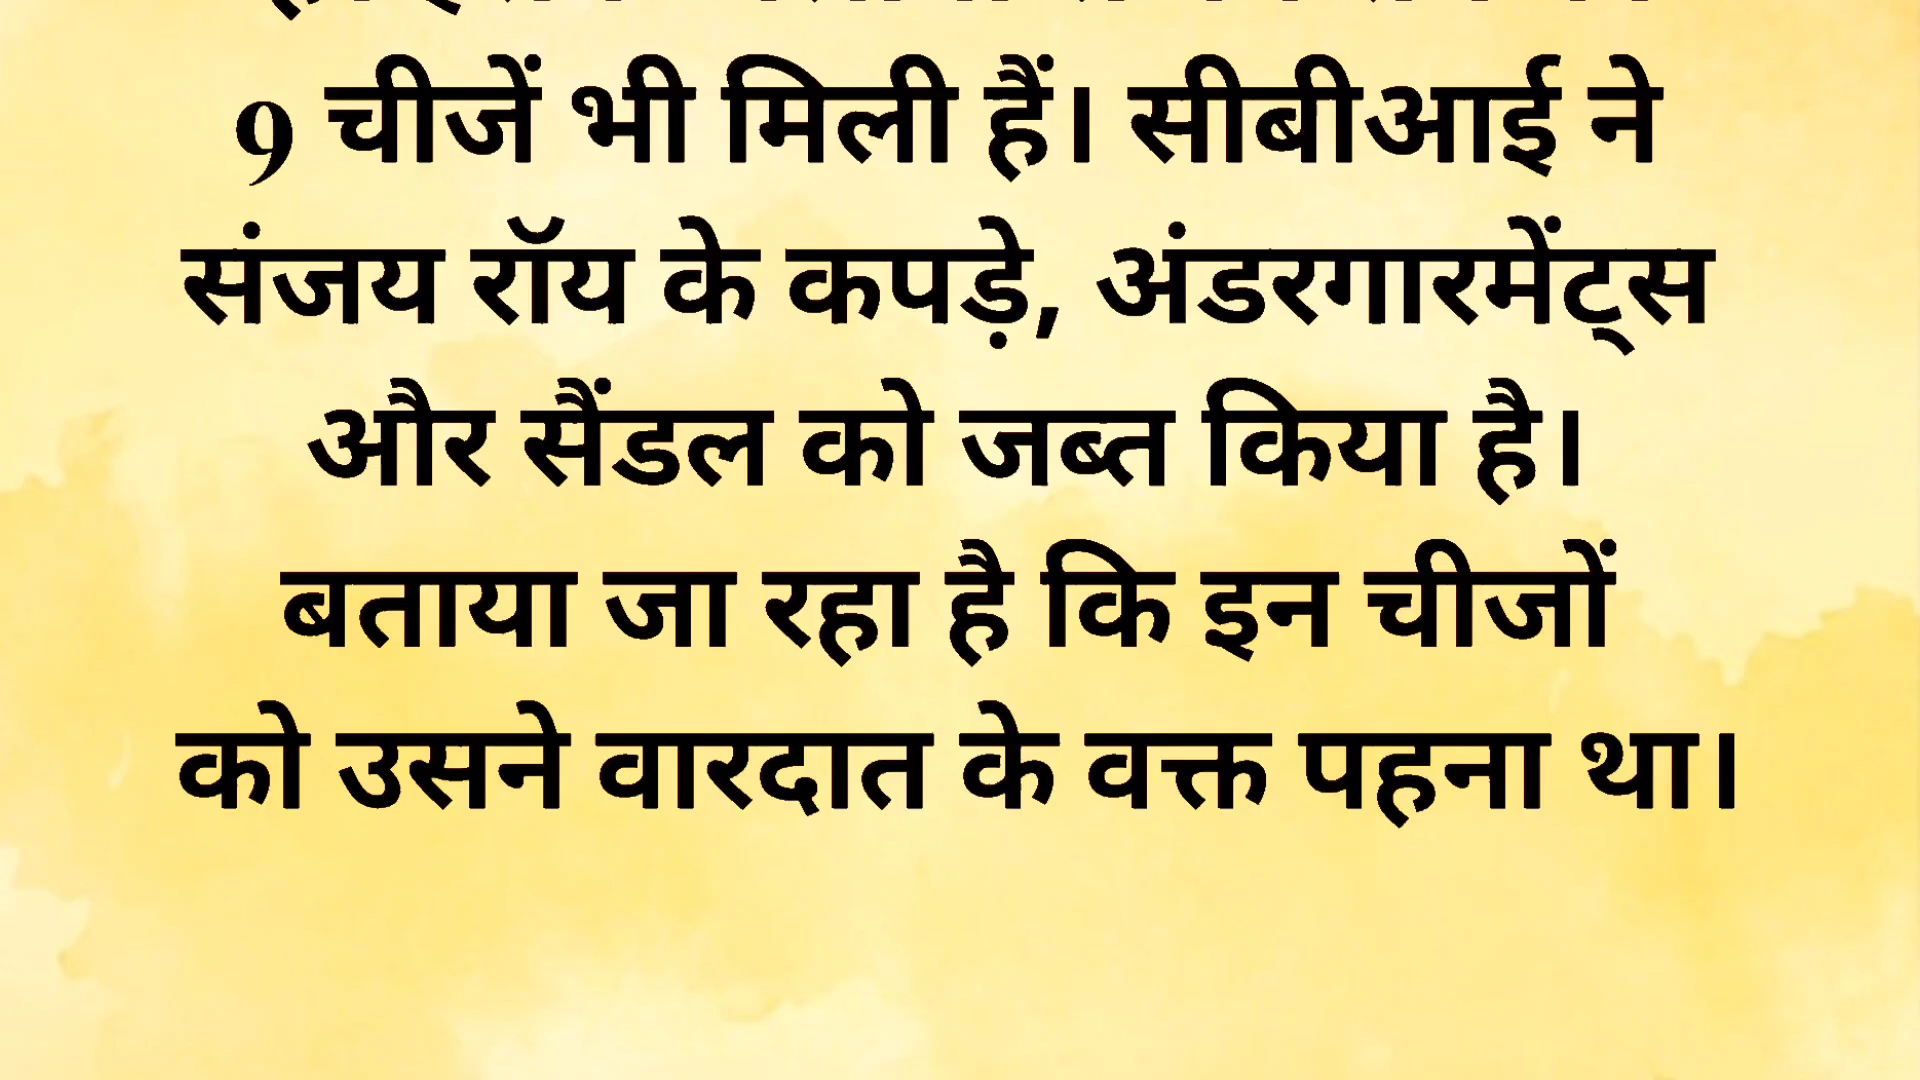 9 चीजें भी मिली हैं। सीबीआई ने
संजय रॉय के कपड़े, अंडरगारमेंट्स
और सैंडल को जब्त किया है।
बताया जा रहा है कि इन चीजों
को उसने वारदात के वक्त पहना था।